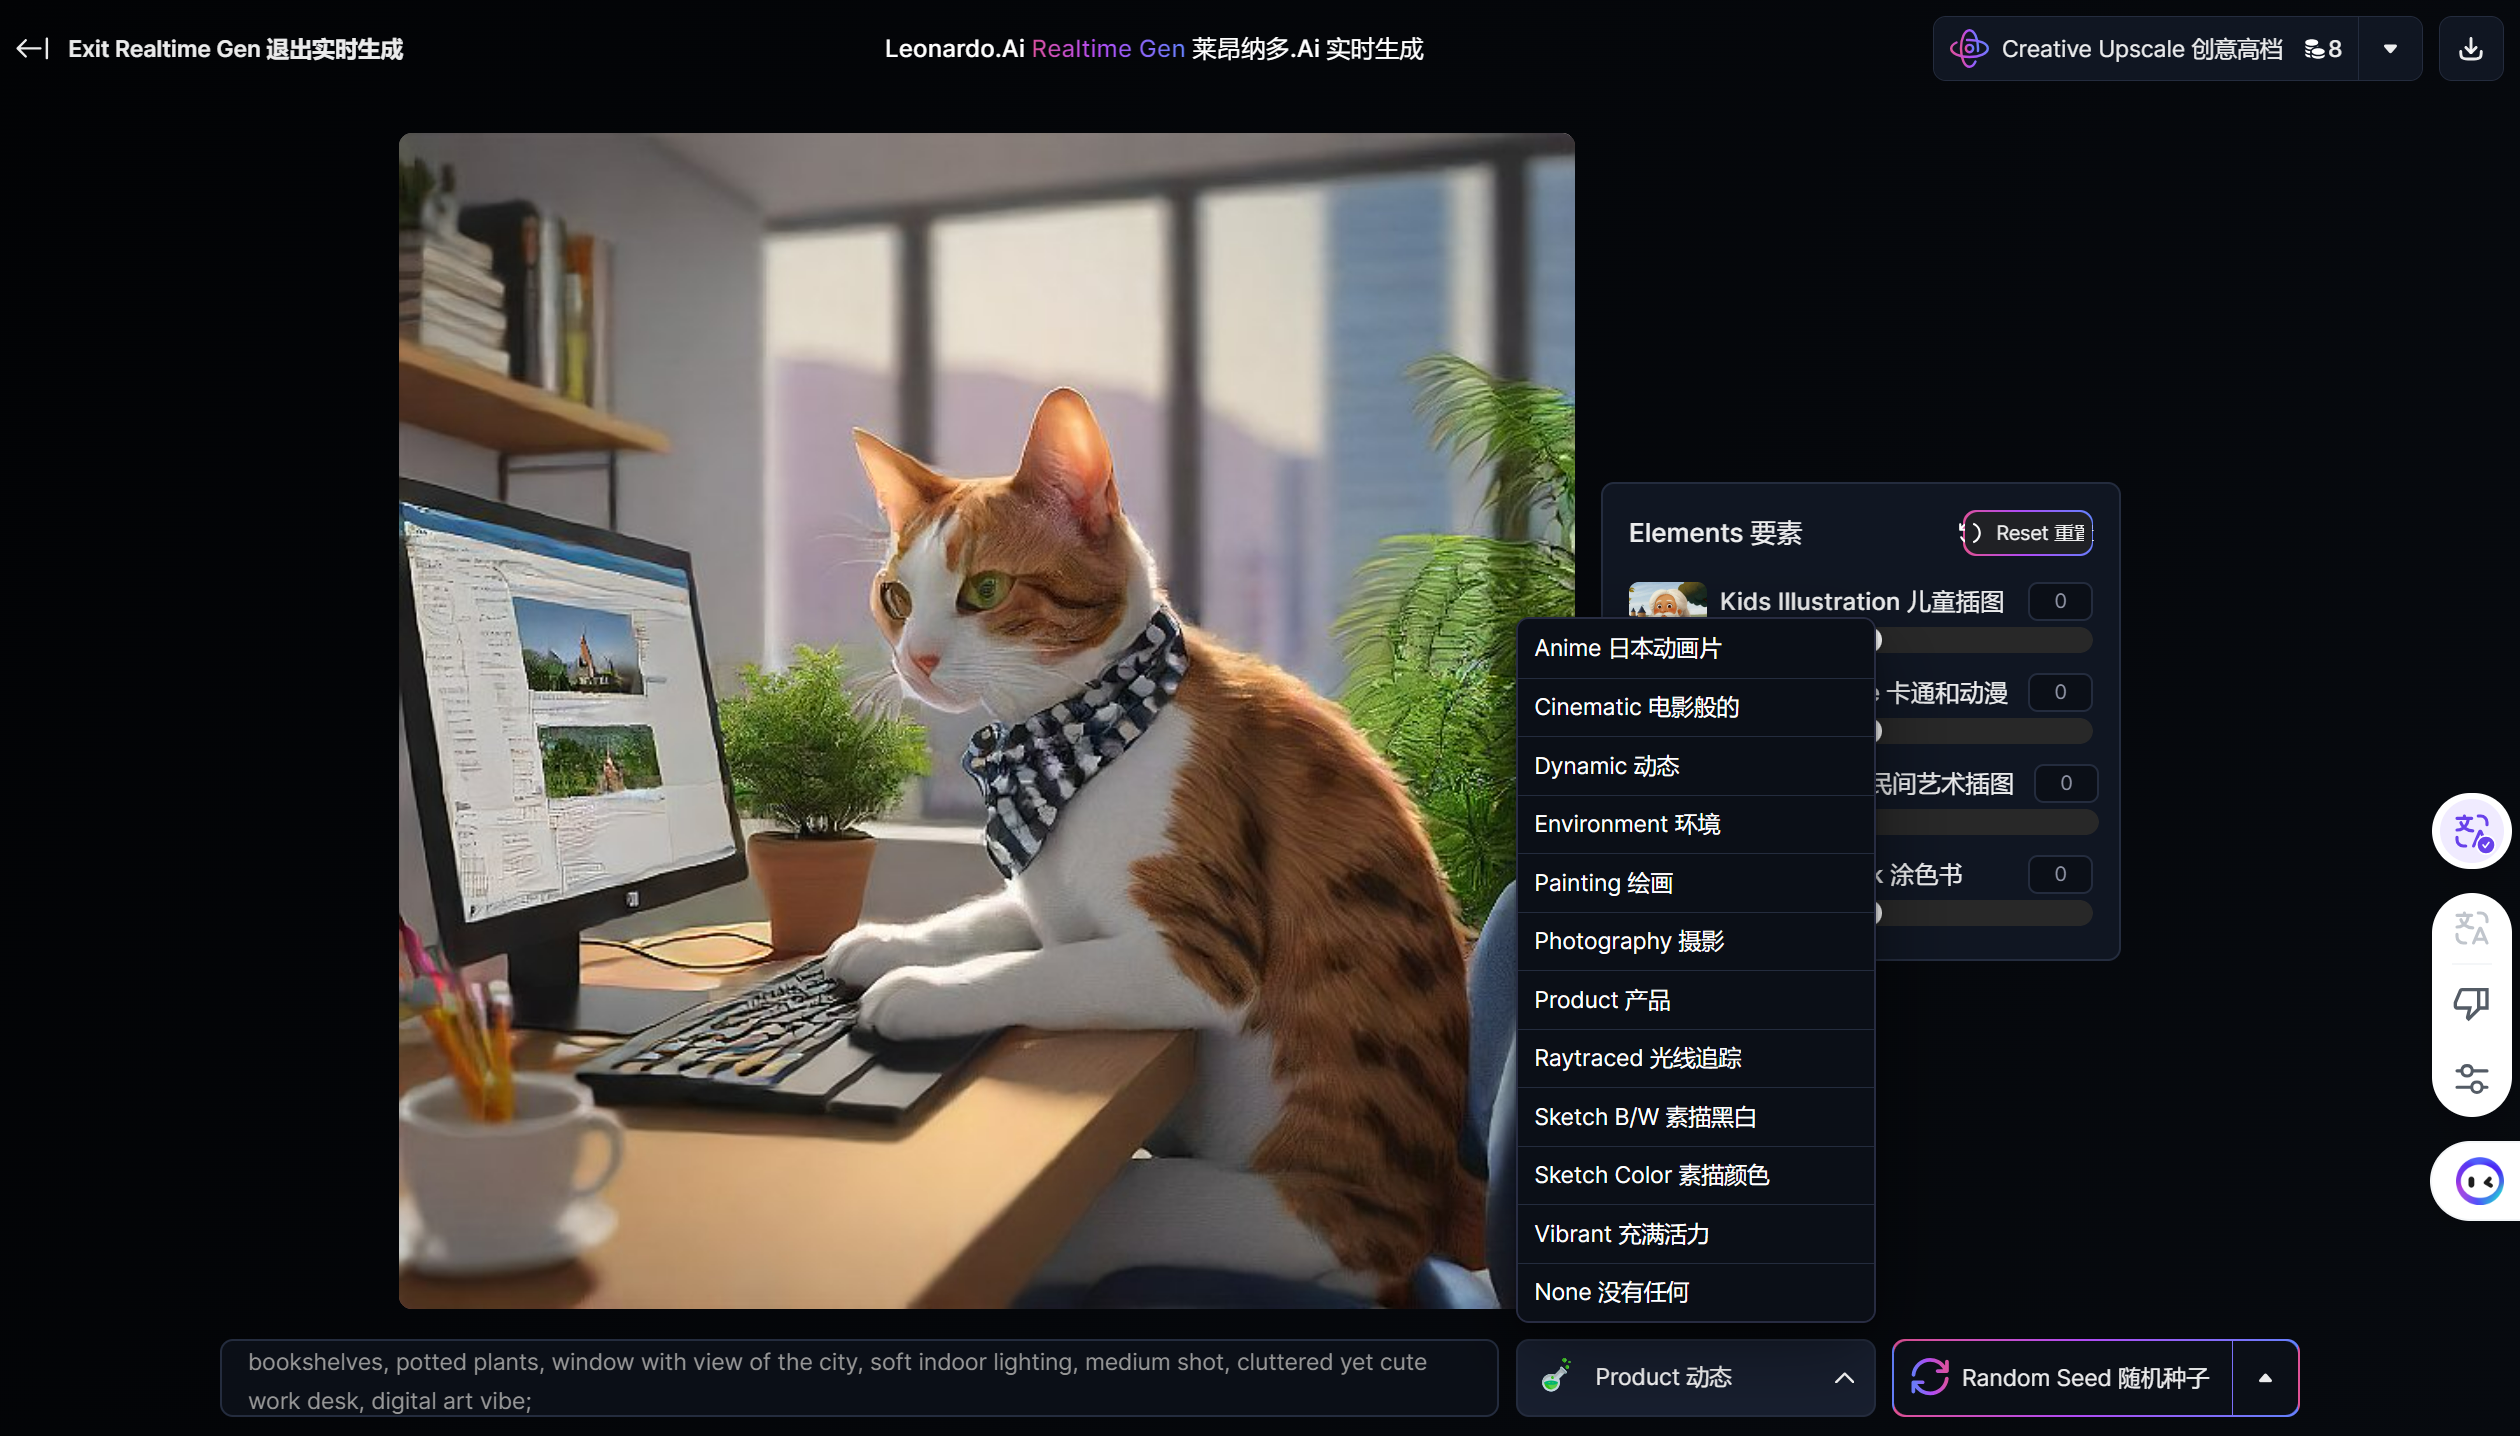 Exit Realtime Gen 退出实时生成
Leonardo.Ai Realtime Gen 莱昂纳多.Ai 实时生成
Creative Upscale 创意高档 8
Elements 要素
Reset 重置
Kids Illustration 儿童插图 0
卡通和动漫 0
民间艺术插图 0
涂色书 0
Anime 日本动画片
Cinematic 电影般的
Dynamic 动态
Environment 环境
Painting 绘画
Photography 摄影
Product 产品
Raytraced 光线追踪
Sketch B/W 素描黑白
Sketch Color 素描颜色
Vibrant 充满活力
None 没有任何
bookshelves, potted plants, window with view of the city, soft indoor lighting, medium shot, cluttered yet cute
work desk, digital art vibe;
Product 动态
Random Seed 随机种子